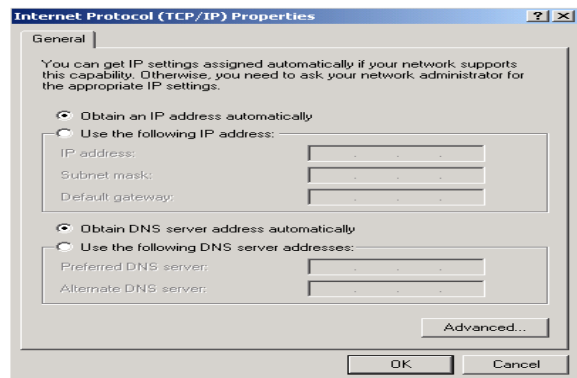 Internet Protocol (TCP/IP) Properties
General
You can get IP settings assigned automatically if your network supports
this capability. Otherwise, you need to ask your network administrator for
the appropriate IP settings.
Obtain an IP address automatically
Use the following IP address:
IP address:
Subnet mask:
Default gateway:
Obtain DNS server address automatically
Use the following DNS server addresses:
Preferred DNS server:
Alternate DNS server:
Advanced...
OK Cancel